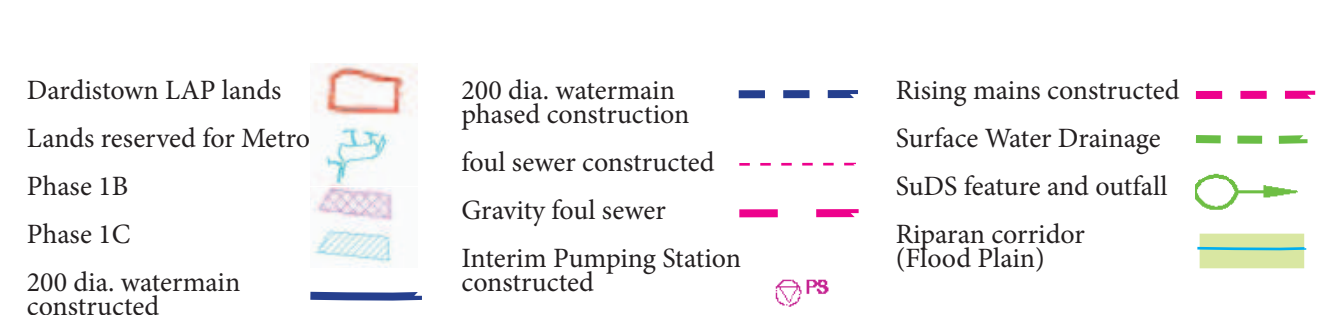 Dardistown LAP lands
Lands reserved for Metro
Phase 1B
Phase 1C
200 dia. watermain
constructed
200 dia. watermain
phased construction
foul sewer constructed
Gravity foul sewer
Interim Pumping Station
constructed
PS
Rising mains constructed
Surface Water Drainage
SuDS feature and outfall
Riparan corridor
(Flood Plain)